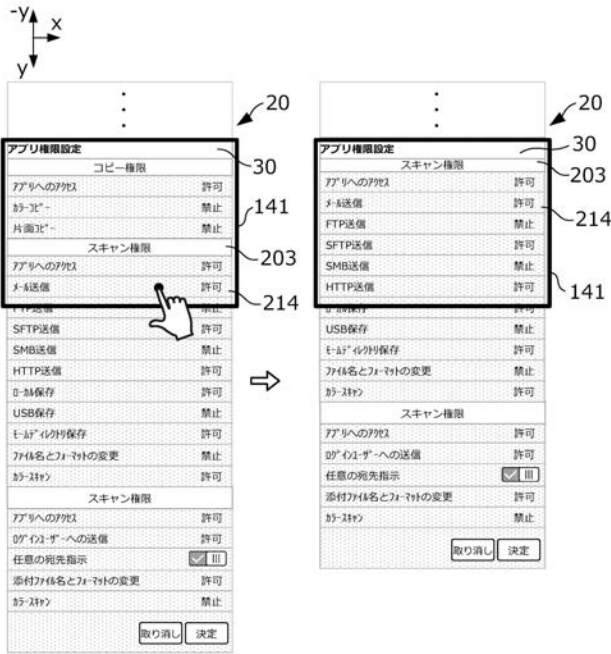 -y
x
y
20
アプリ権限設定
30
コピー権限
アプリへのアクセス 許可
カラーコピー 禁止
141
片面コピー 禁止
スキャン権限
203
アプリへのアクセス 許可
メール送信 許可
214
FTP送信 禁止
SFTP送信 許可
SMB送信 禁止
HTTP送信 許可
ローカル保存 許可
USB保存 禁止
モームディレクトリ保存 許可
ファイル名とフォーマットの変更 禁止
カラースキャン 許可
スキャン権限
アプリへのアクセス 許可
ログインユーザーへの送信 許可
任意の宛先指示
添付ファイル名とフォーマットの変更 許可
カラースキャン 禁止
取り消し 決定
20
アプリ権限設定
30
スキャン権限
203
アプリへのアクセス 許可
メール送信 許可
214
FTP送信 禁止
SFTP送信 許可
SMB送信 禁止
141
HTTP送信 許可
ローカル保存 許可
USB保存 禁止
モームディレクトリ保存 許可
ファイル名とフォーマットの変更 禁止
カラースキャン 許可
スキャン権限
アプリへのアクセス 許可
ログインユーザーへの送信 許可
任意の宛先指示
添付ファイル名とフォーマットの変更 許可
カラースキャン 禁止
取り消し 決定